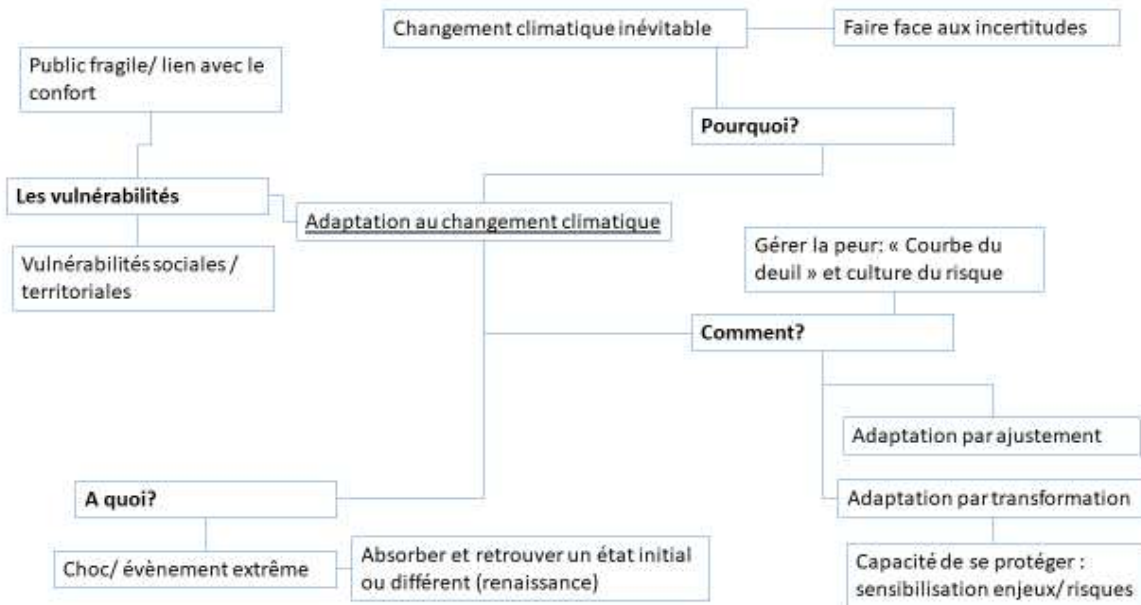 Changement climatique inévitable
Faire face aux incertitudes
Public fragile/ lien avec le
confort
Pourquoi?
Les vulnérabilités
Adaptation au changement climatique
Vulnérabilités sociales /
territoriales
Gérer la peur: « Courbe du
deuil » et culture du risque
Comment?
Adaptation par ajustement
A quoi?
Adaptation par transformation
Choc/ évènement extrême
Absorber et retrouver un état initial
ou différent (renaissance)
Capacité de se protéger :
sensibilisation enjeux/ risques